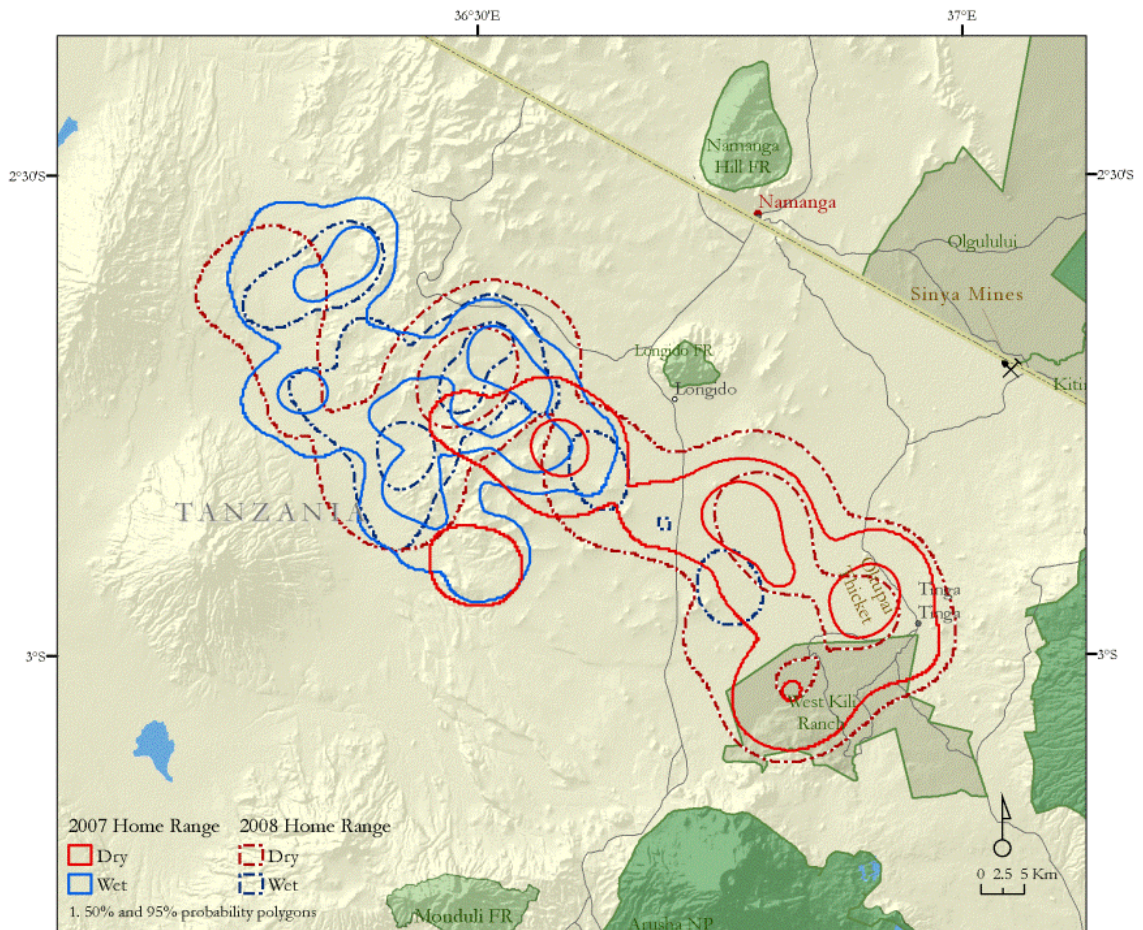 36°30'E
37°E
2°30'S
2°30'S
Namanga
Hill FR
Namanga
Olgulului
Sinya Mines
Longido FR
Longido
TANZANIA
Tinga
Tinga
Thicket
3°S
3°S
West Kili
Ranch
2007 Home Range
2008 Home Range
Dry
Dry
Wet
Wet
0 2.5 5 Km
1. 50% and 95% probability polygons
Monduli FR
Arusha NP